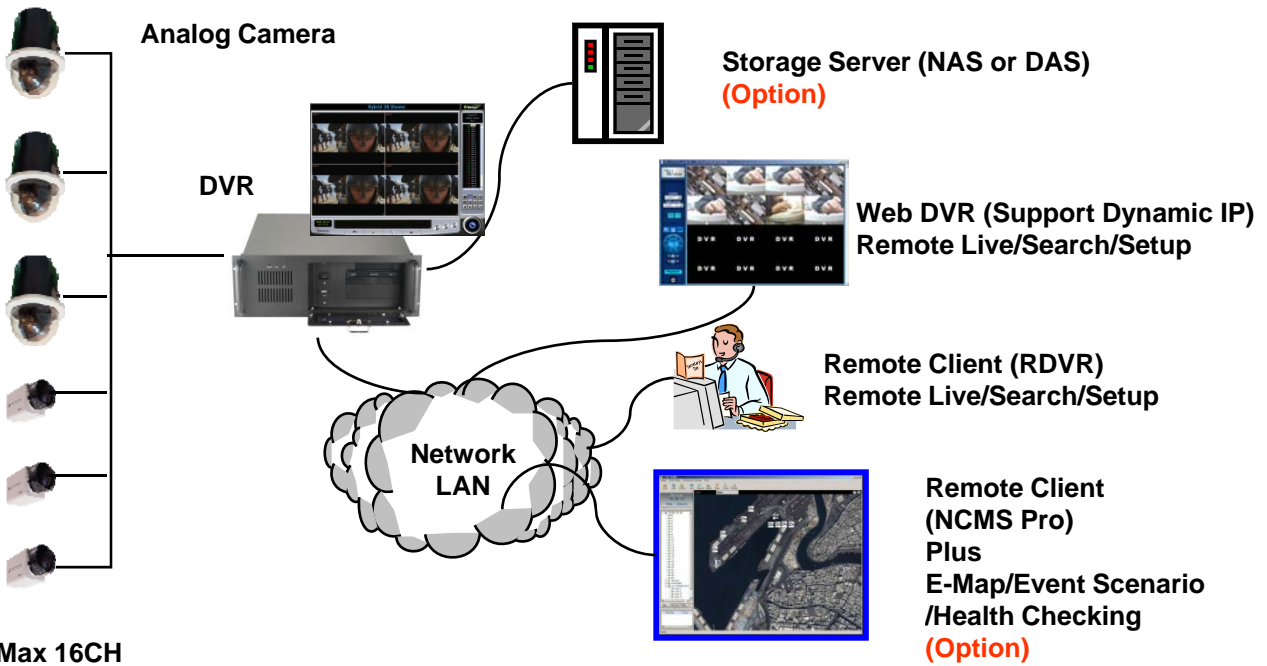 Analog Camera
Storage Server (NAS or DAS)
(Option)
DVR
Web DVR (Support Dynamic IP)
Remote Live/Search/Setup
DVR DVR DVR DVR
DVR DVR DVR DVR
Remote Client (RDVR)
Remote Live/Search/Setup
Network
LAN
Remote Client
(NCMS Pro)
Plus
E-Map/Event Scenario
/Health Checking
(Option)
Max 16CH